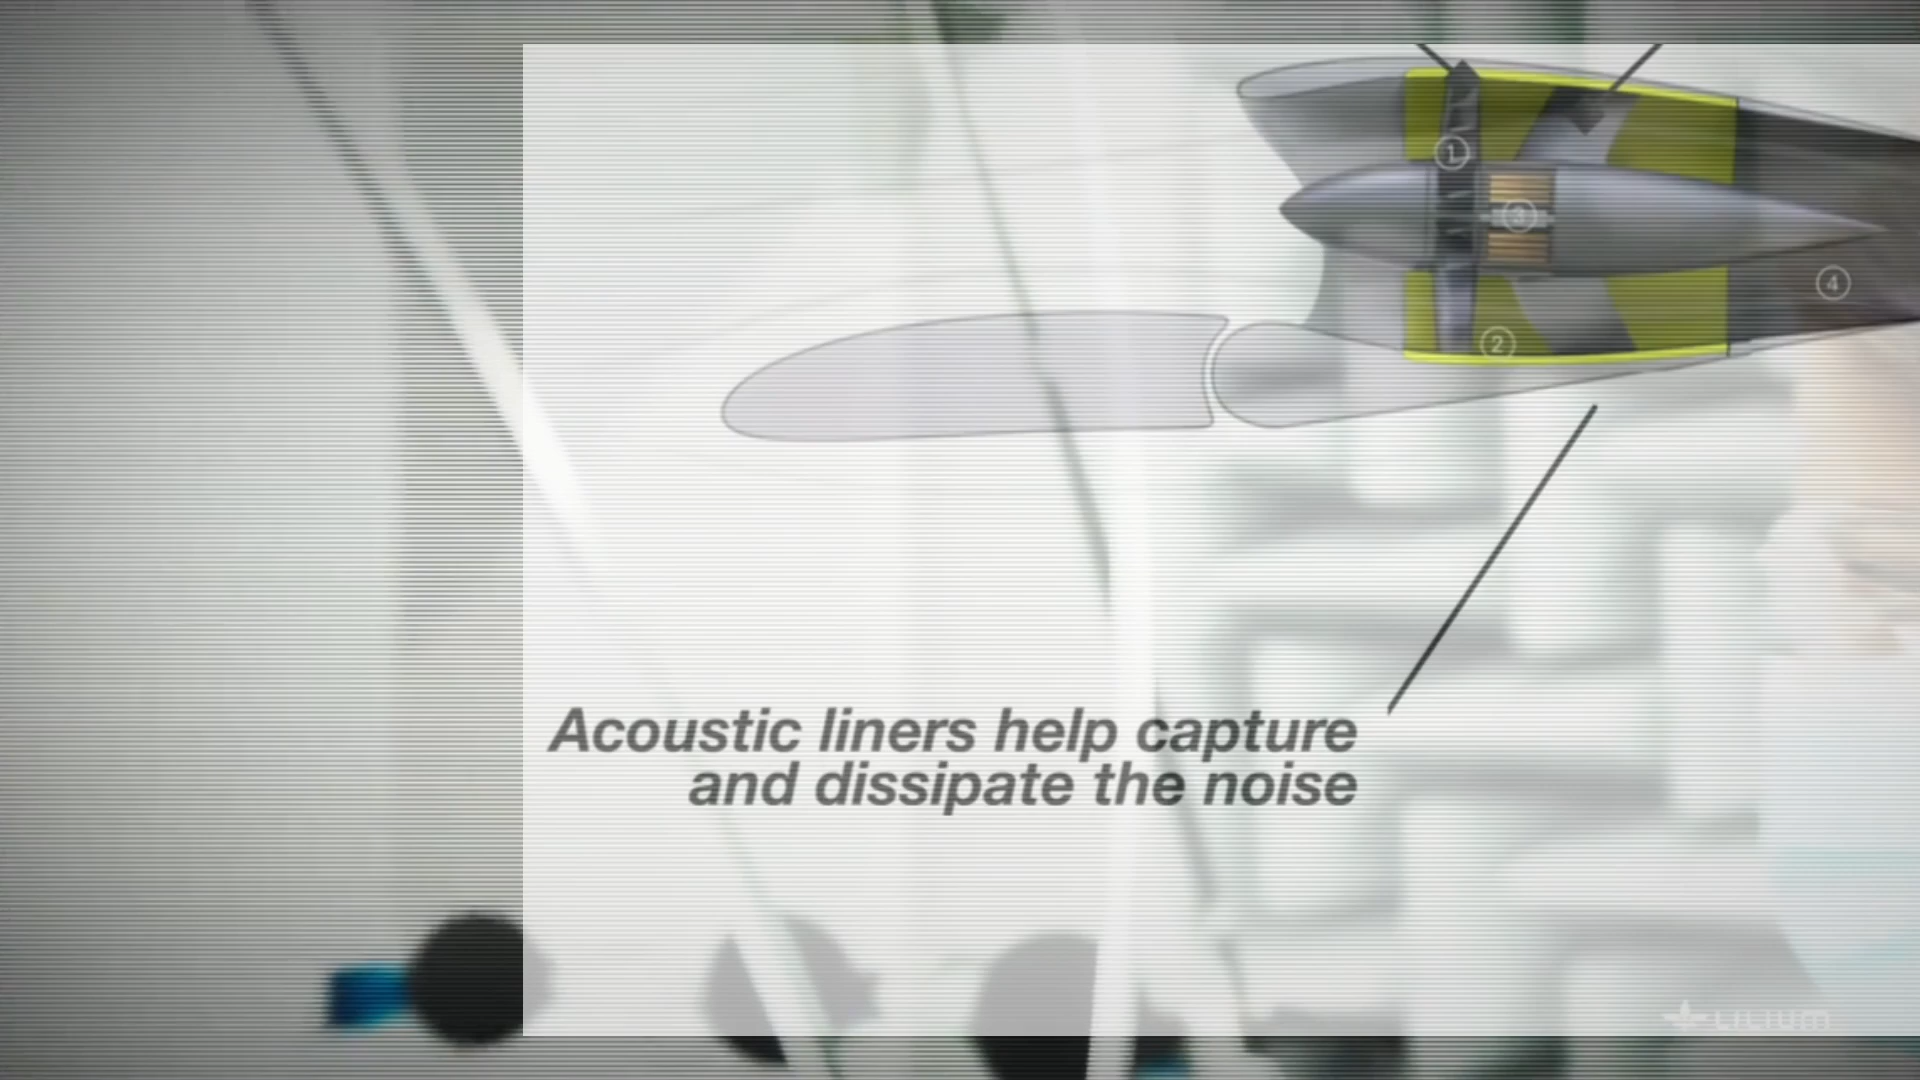 1
3
4
2
Acoustic liners help capture
and dissipate the noise
LILIUM